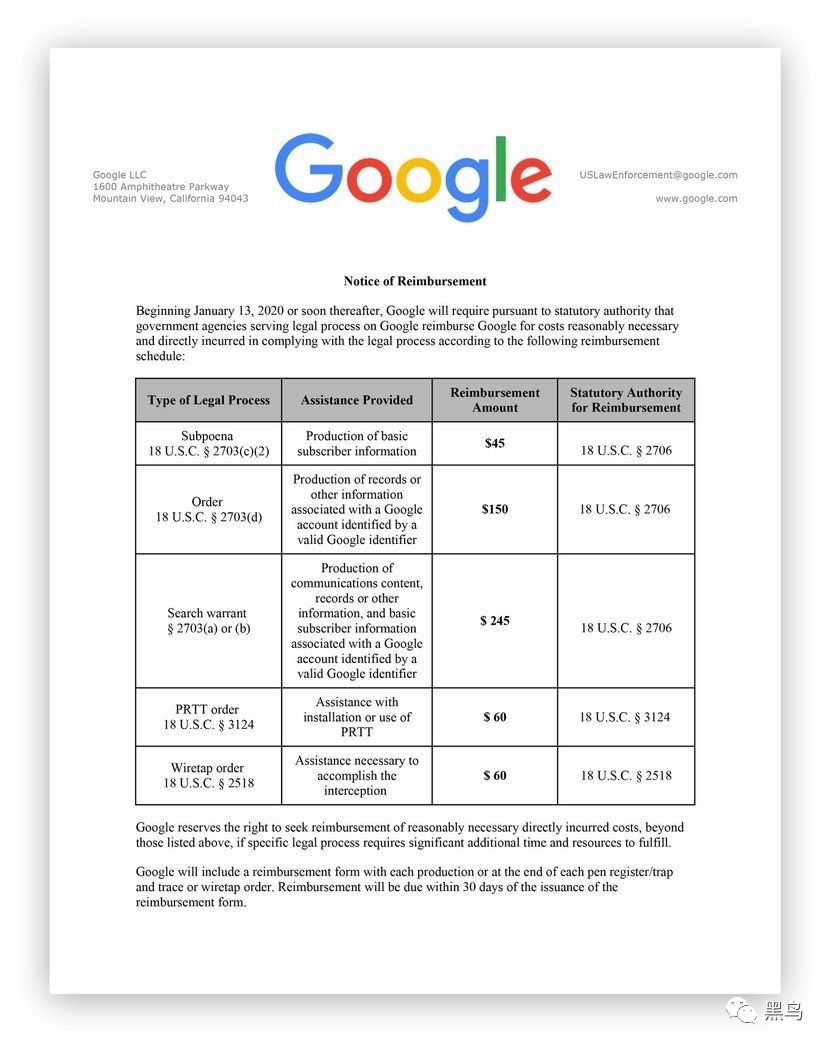 Google LLC
1600 Amphitheatre Parkway
Mountain View, California 94043
Google
USLawEnforcement@google.com
www.google.com
Notice of Reimbursement
Beginning January 13, 2020 or soon thereafter, Google will require pursuant to statutory authority that
government agencies serving legal process on Google reimburse Google for costs reasonably necessary
and directly incurred in complying with the legal process according to the following reimbursement
schedule:
Type of Legal Process
Assistance Provided
Reimbursement
Amount
Statutory Authority
for Reimbursement
Subpoena
18 U.S.C. § 2703(c)(2)
Production of basic
subscriber information
$45
18 U.S.C. § 2706
Order
18 U.S.C. § 2703(d)
Production of records or
other information
associated with a Google
account identified by a
valid Google identifier
$150
18 U.S.C. § 2706
Search warrant
§ 2703(a) or (b)
Production of
communications content,
records or other
information, and basic
subscriber information
associated with a Google
account identified by a
valid Google identifier
$ 245
18 U.S.C. § 2706
PRTT order
18 U.S.C. § 3124
Assistance with
installation or use of
PRTT
$ 60
18 U.S.C. § 3124
Wiretap order
18 U.S.C. § 2518
Assistance necessary to
accomplish the
interception
$ 60
18 U.S.C. § 2518
Google reserves the right to seek reimbursement of reasonably necessary directly incurred costs, beyond
those listed above, if specific legal process requires significant additional time and resources to fulfill.
Google will include a reimbursement form with each production or at the end of each pen register/trap
and trace or wiretap order. Reimbursement will be due within 30 days of the issuance of the
reimbursement form.
黑鸟